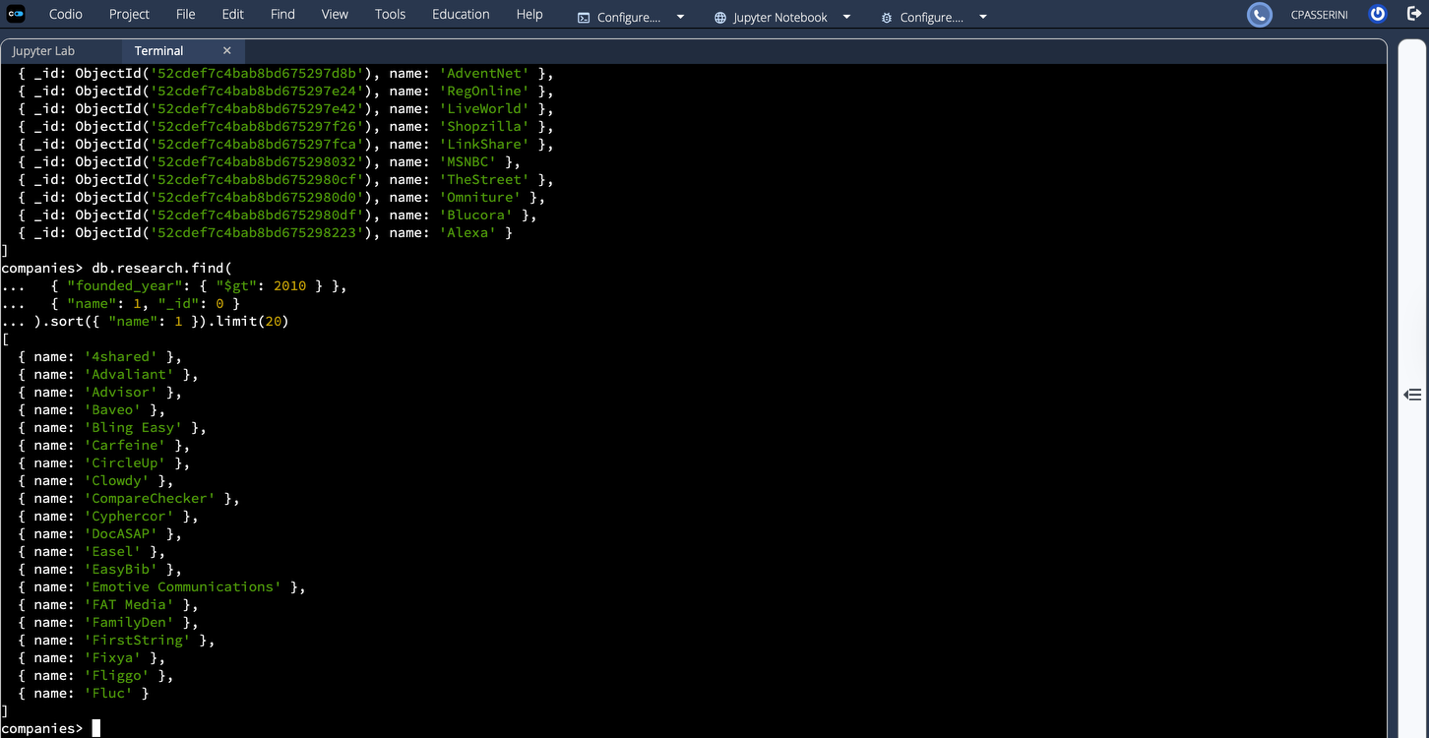 Codio Project File Edit Find View Tools Education Help Configure.... Jupyter Notebook Configure.... CPASSERINI
Jupyter Lab Terminal ×
{ _id: ObjectId('52cdef7c4bab8bd675297d8b'), name: 'AdventNet' },
{ _id: ObjectId('52cdef7c4bab8bd675297e24'), name: 'RegOnline' },
{ _id: ObjectId('52cdef7c4bab8bd675297e42'), name: 'LiveWorld' },
{ _id: ObjectId('52cdef7c4bab8bd675297f26'), name: 'Shopzilla' },
{ _id: ObjectId('52cdef7c4bab8bd675297fca'), name: 'LinkShare' },
{ _id: ObjectId('52cdef7c4bab8bd675298032'), name: 'MSNBC' },
{ _id: ObjectId('52cdef7c4bab8bd6752980cf'), name: 'TheStreet' },
{ _id: ObjectId('52cdef7c4bab8bd6752980d0'), name: 'Omniture' },
{ _id: ObjectId('52cdef7c4bab8bd6752980df'), name: 'Blucora' },
{ _id: ObjectId('52cdef7c4bab8bd675298223'), name: 'Alexa' }
]
companies> db.research.find(
... { "founded_year": { "$gt": 2010 } },
... { "name": 1, "_id": 0 }
... ).sort({ "name": 1 }).limit(20)
[
{ name: '4shared' },
{ name: 'Advaliant' },
{ name: 'Advisor' },
{ name: 'Baveo' },
{ name: 'Bling Easy' },
{ name: 'Carfeine' },
{ name: 'CircleUp' },
{ name: 'Clowdy' },
{ name: 'CompareChecker' },
{ name: 'Cyphercor' },
{ name: 'DocASAP' },
{ name: 'Easel' },
{ name: 'EasyBib' },
{ name: 'Emotive Communications' },
{ name: 'FAT Media' },
{ name: 'FamilyDen' },
{ name: 'FirstString' },
{ name: 'Fixya' },
{ name: 'Fliggo' },
{ name: 'Fluc' }
]
companies>